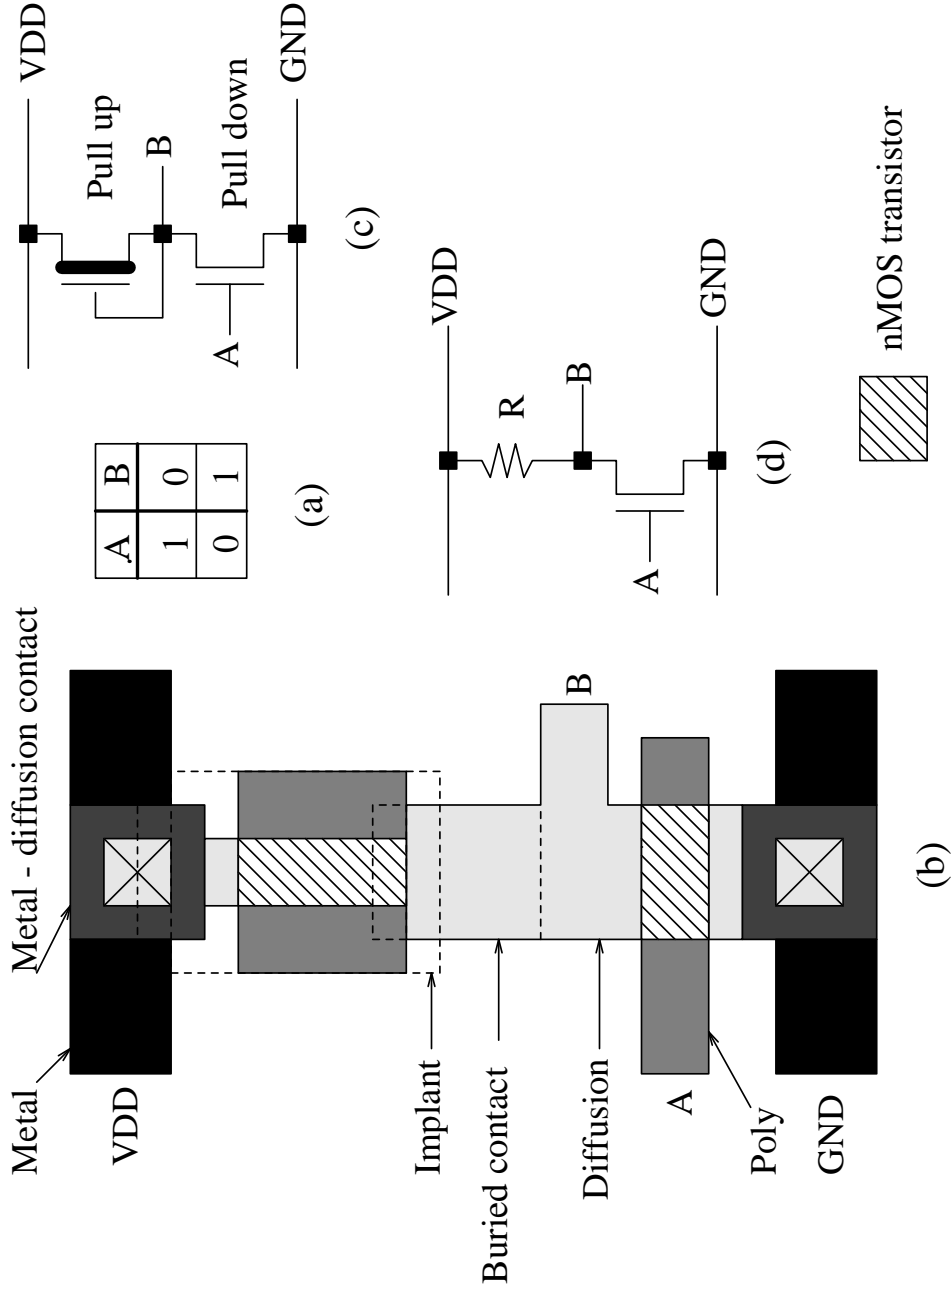 Metal
Metal - diffusion contact
VDD
Implant
Buried contact
B
Diffusion
A
Poly
GND
(b)
A B
1 0
0 1
(a)
VDD
Pull up
B
Pull down
A
GND
(c)
VDD
R
B
A
GND
(d)
nMOS transistor